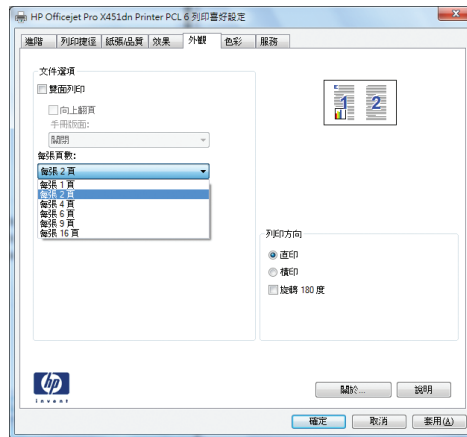 HP Officejet Pro X451dn Printer PCL 6 列印喜好設定
進階 列印捷徑 紙張/品質 效果 外觀 色彩 服務
文件選項
雙面列印
向上翻頁
手冊版面:
關閉
每張頁數:
每張 2 頁
每張 1 頁
每張 2 頁
每張 4 頁
每張 6 頁
每張 9 頁
每張 16 頁
1 2
列印方向
直印
橫印
旋轉 180 度
hp
invent
關於... 說明
確定 取消 套用(A)